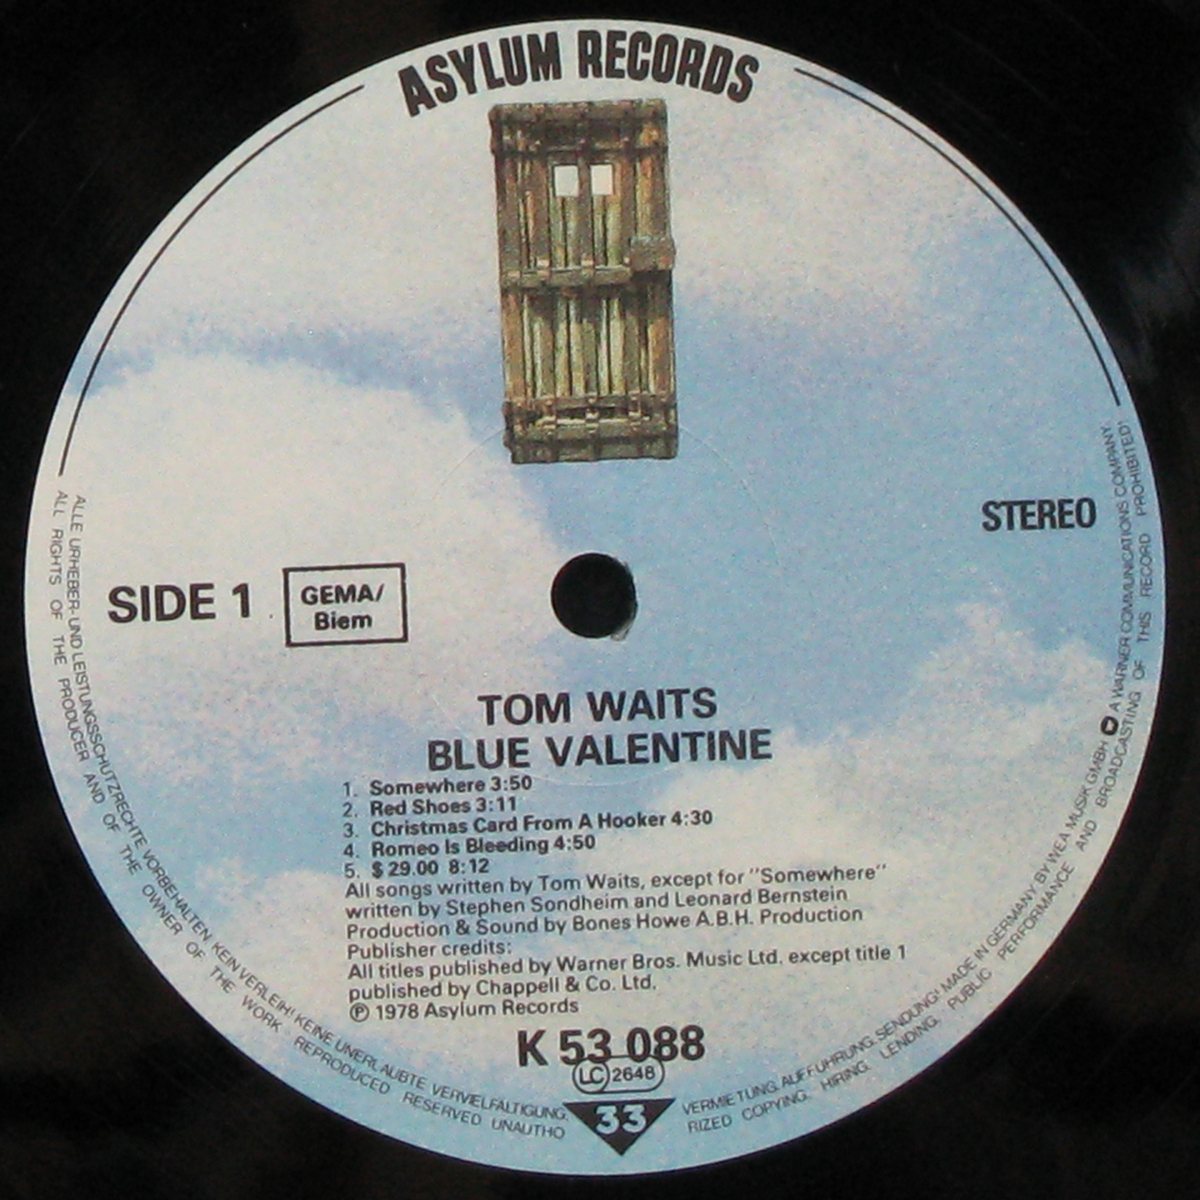 ASYLUM RECORDS
STEREO
SIDE 1
GEMA/
Biem
TOM WAITS
BLUE VALENTINE
1. Somewhere 3:50
2. Red Shoes 3:11
3. Christmas Card From A Hooker 4:30
4. Romeo Is Bleeding 4:50
5. $ 29.00 8:12
All songs written by Tom Waits, except for "Somewhere"
written by Stephen Sondheim and Leonard Bernstein
Production & Sound by Bones Howe A.B.H. Production
Publisher credits:
All titles published by Warner Bros. Music Ltd. except title 1
published by Chappell & Co. Ltd.
℗ 1978 Asylum Records
K 53 088
LC 2648
33
ALLE URHEBER- UND LEISTUNGSSCHUTZRECHTE VORBEHALTEN KEIN VERLEIH! KEINE UNERLAUBTE VERVIELFÄLTIGUNG, VERMIETUNG, AUFFÜHRUNG, SENDUNG! MADE IN GERMANY BY WEA MUSIK GMBH A WARNER COMMUNICATIONS COMPANY.
ALL RIGHTS OF THE PRODUCER AND OF THE OWNER OF THE WORK REPRODUCED RESERVED UNAUTHORIZED COPYING, HIRING, LENDING, PUBLIC PERFORMANCE AND BROADCASTING OF THIS RECORD PROHIBITED!